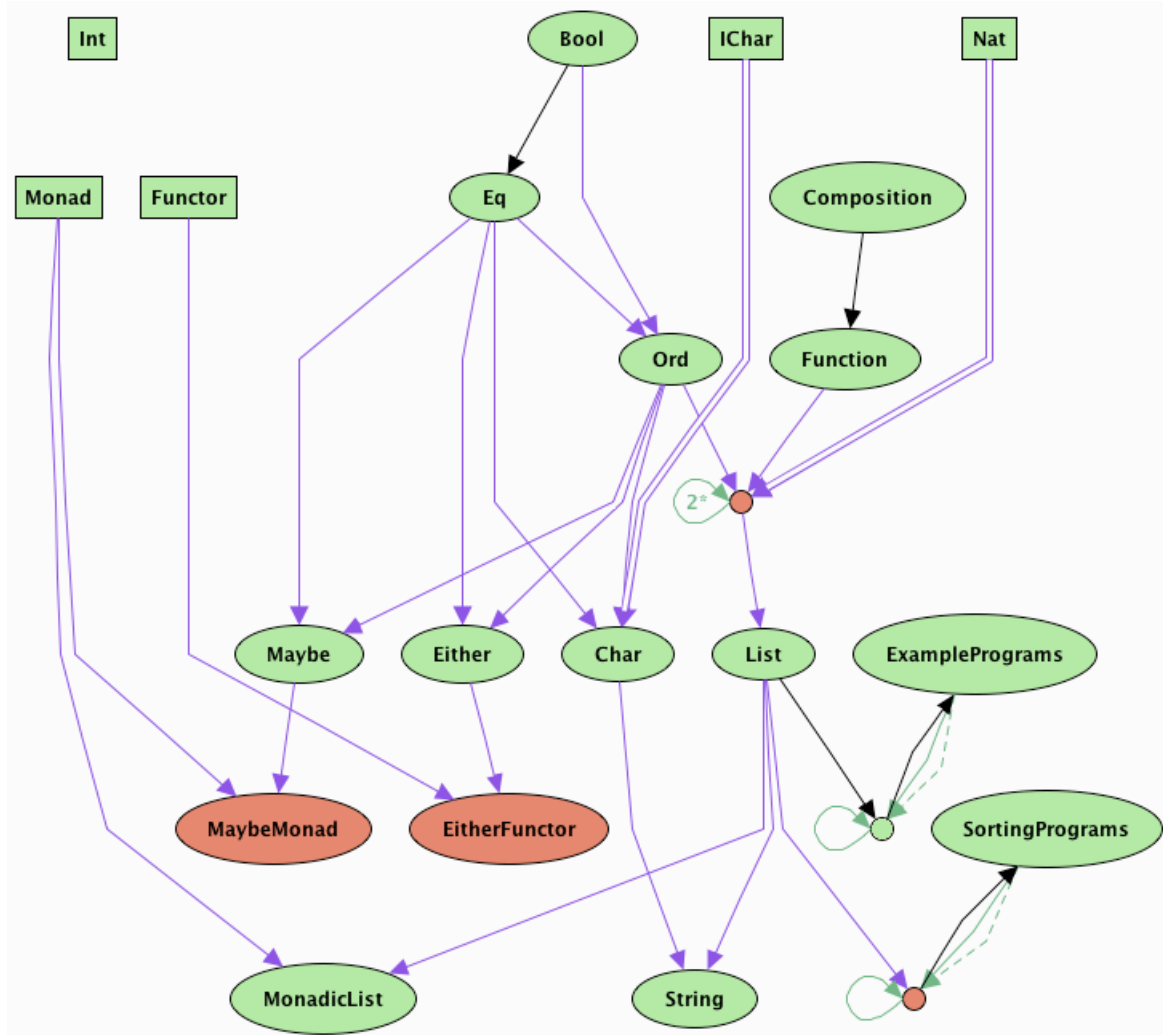 Int
Bool
IChar
Nat
Monad
Functor
Eq
Composition
Ord
Function
2*
Maybe
Either
Char
List
ExamplePrograms
MaybeMonad
EitherFunctor
SortingPrograms
MonadicList
String